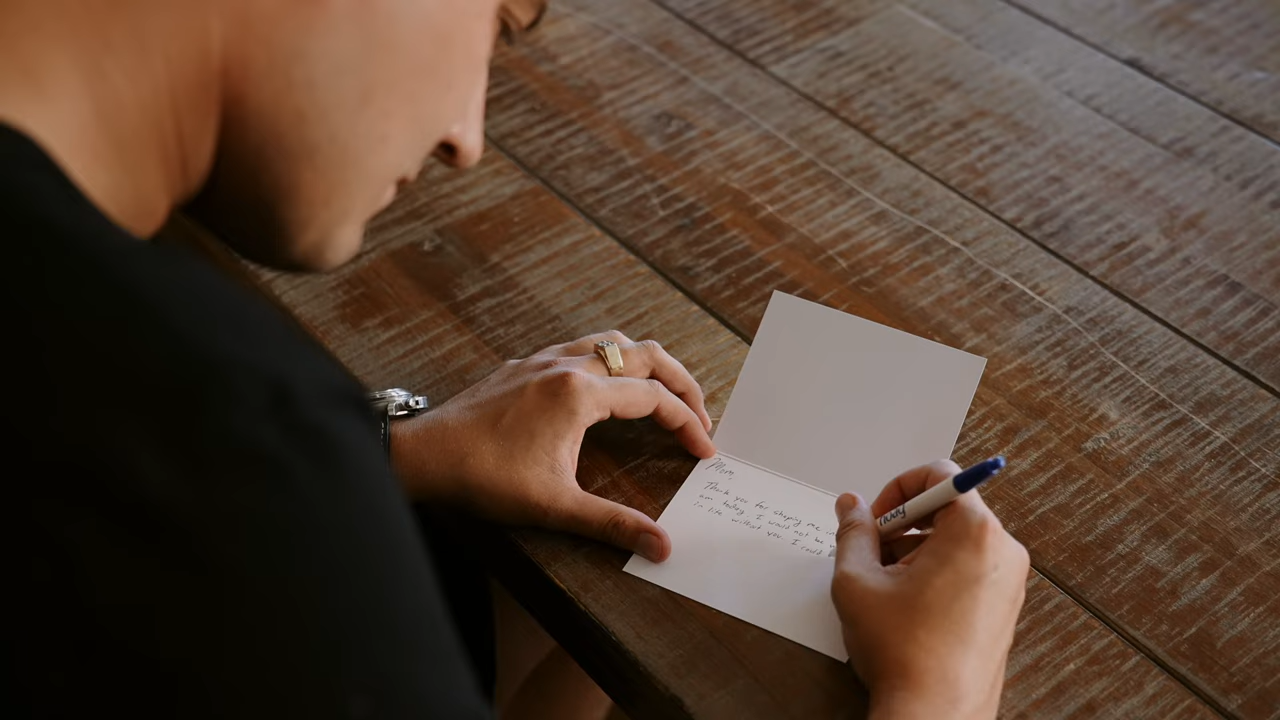 Mom,
Thank you for shaping me
am today. I would not be
in life without you. I could